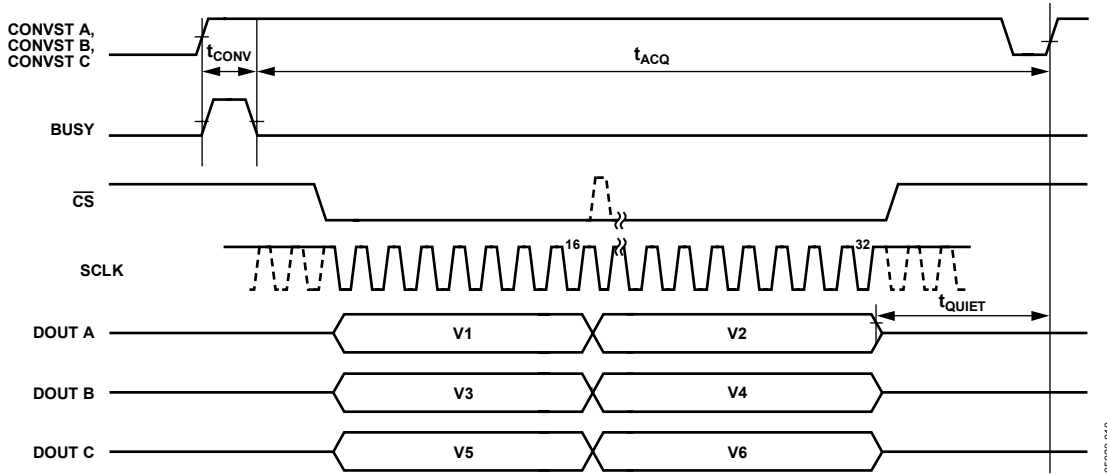 CONVST A,
CONVST B,
CONVST C
tCONV
tACQ
BUSY
CS
SCLK
16
32
tQUIET
DOUT A
V1
V2
DOUT B
V3
V4
DOUT C
V5
V6